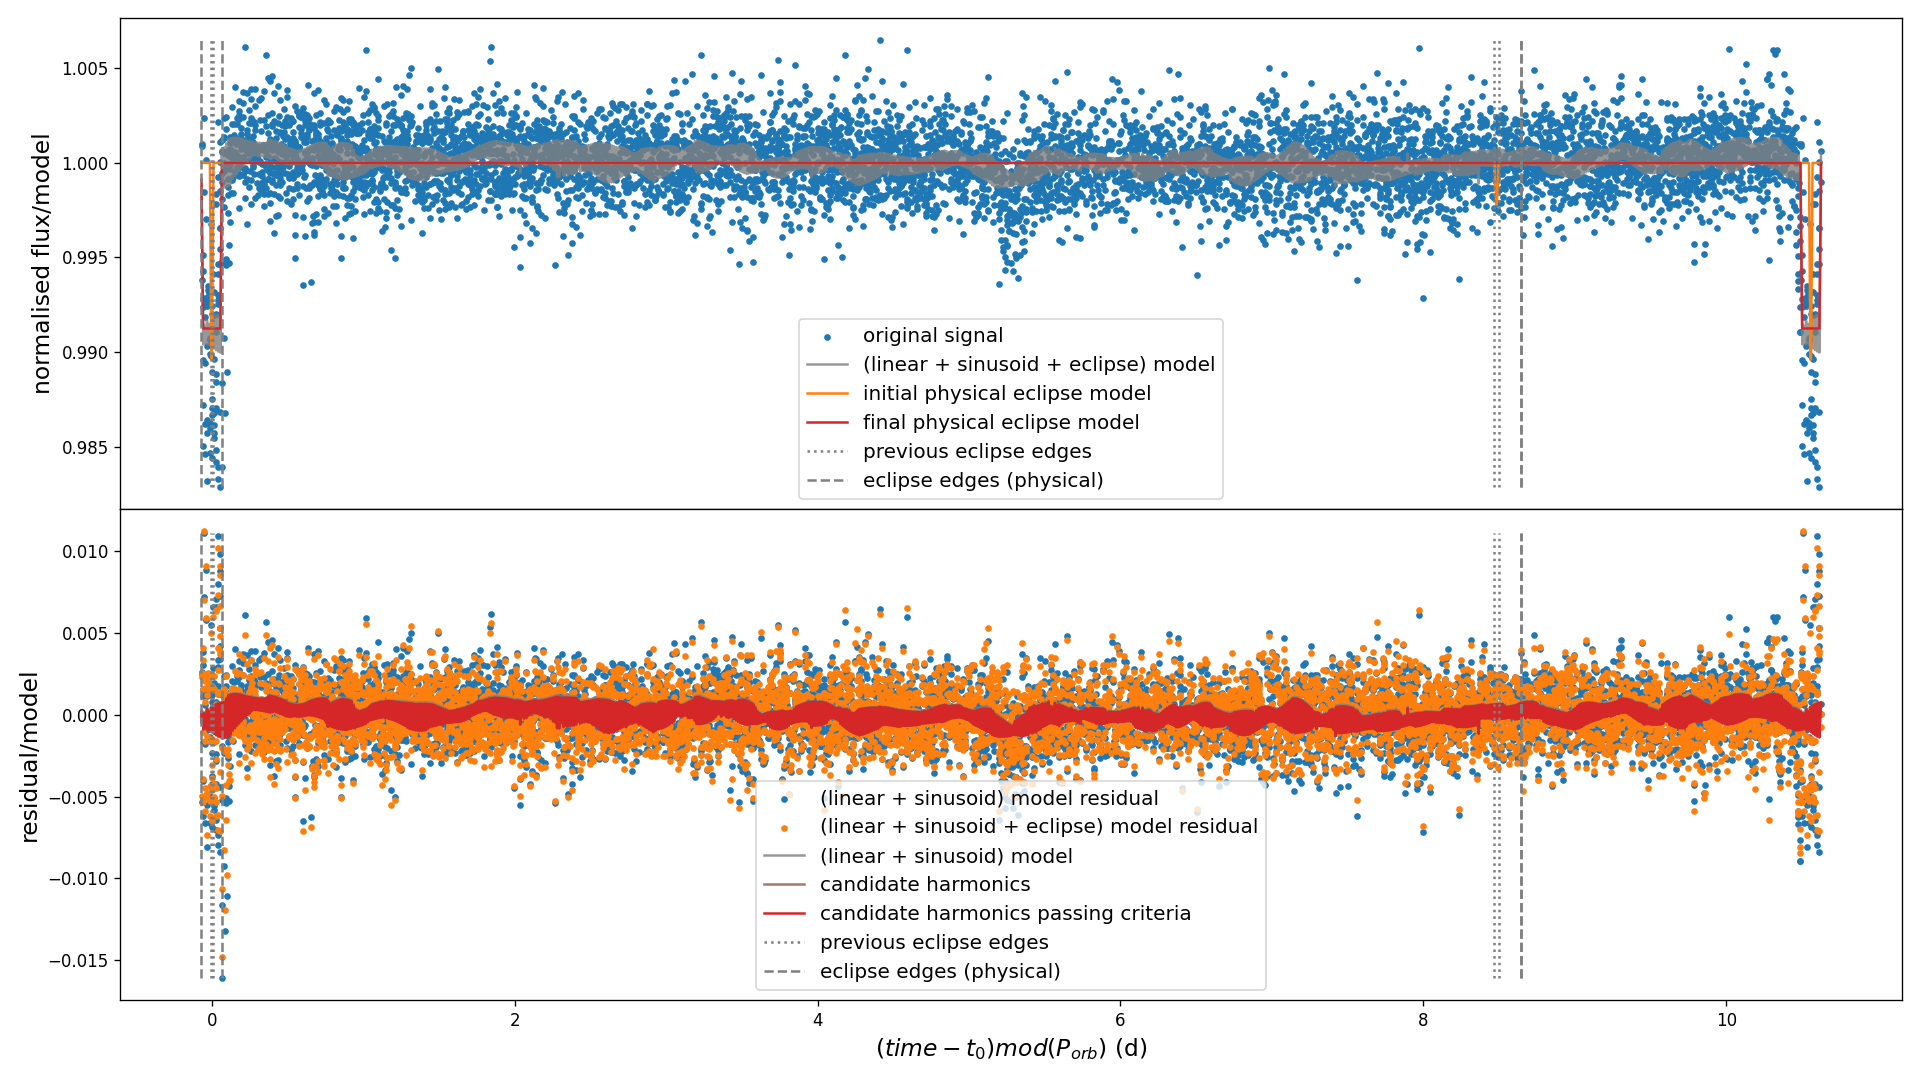 normalised flux/model
1.005
1.000
0.995
0.990
0.985
original signal
(linear + sinusoid + eclipse) model
initial physical eclipse model
final physical eclipse model
previous eclipse edges
eclipse edges (physical)
residual/model
0.010
0.005
0.000
−0.005
−0.010
−0.015
(linear + sinusoid) model residual
(linear + sinusoid + eclipse) model residual
(linear + sinusoid) model
candidate harmonics
candidate harmonics passing criteria
previous eclipse edges
eclipse edges (physical)
0 2 4 6 8 10
(time − t₀)mod(Pₒᵣb) (d)